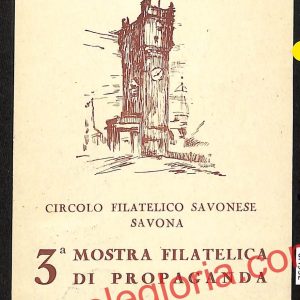 CIRCOLO FILATELICO SAVONESE
SAVONA
3ª MOSTRA FILATELICA
DI PROPAGANDA